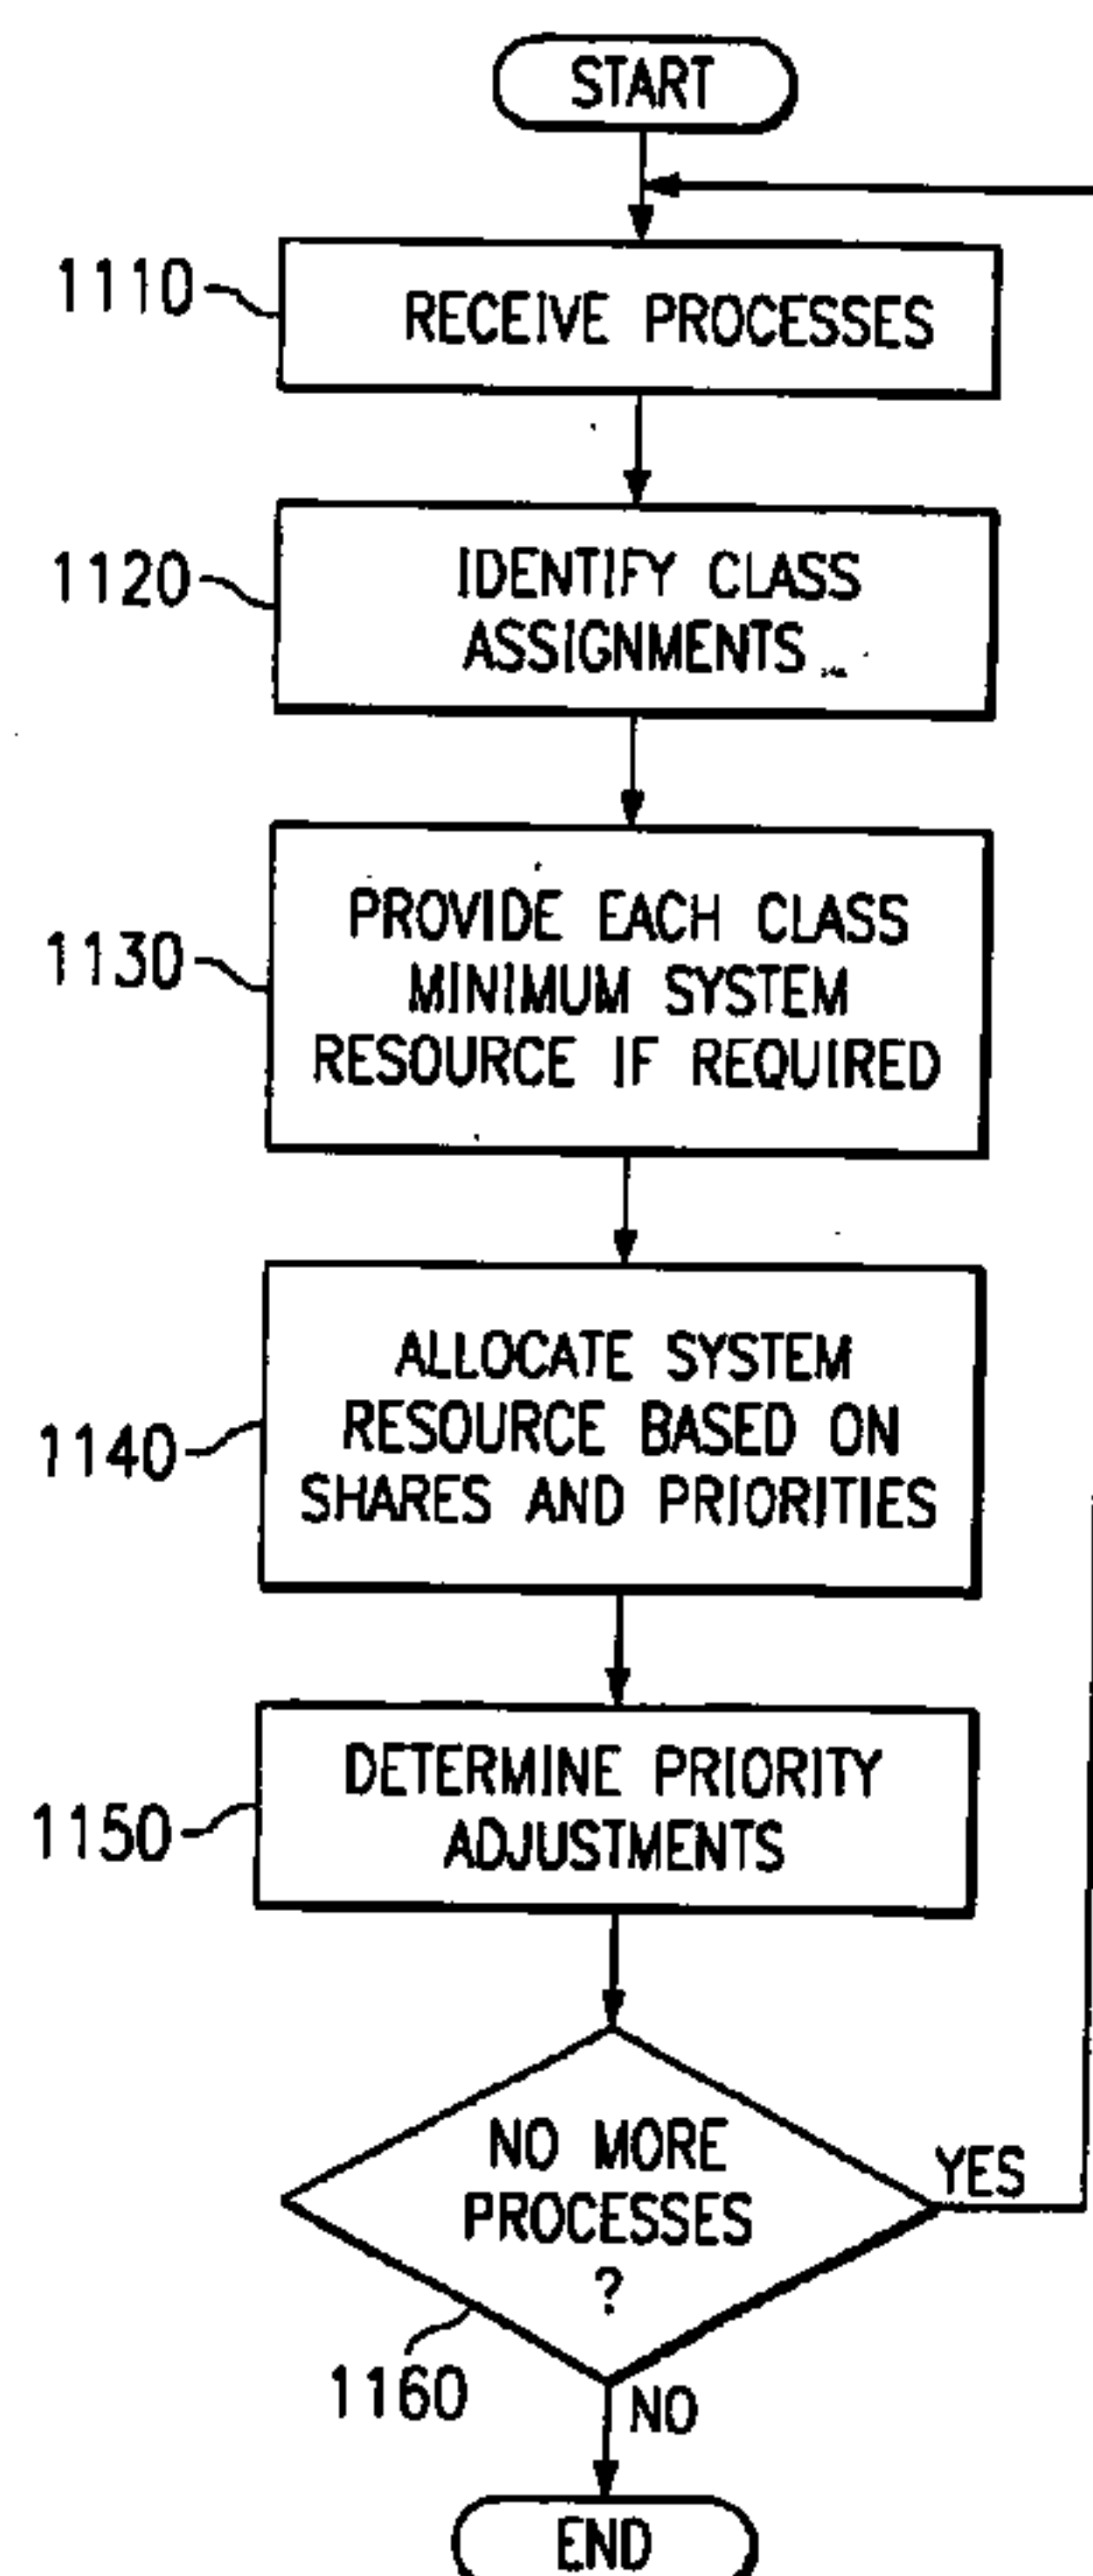 START
1110
RECEIVE PROCESSES
1120
IDENTIFY CLASS
ASSIGNMENTS
1130
PROVIDE EACH CLASS
MINIMUM SYSTEM
RESOURCE IF REQUIRED
1140
ALLOCATE SYSTEM
RESOURCE BASED ON
SHARES AND PRIORITIES
1150
DETERMINE PRIORITY
ADJUSTMENTS
NO MORE
PROCESSES
?
YES
1160
NO
END